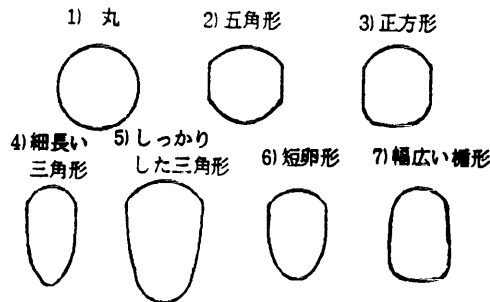 1) 丸
2) 五角形
3) 正方形
4) 細長い
三角形
5) しっかり
した三角形
6) 短卵形
7) 幅広い楯形